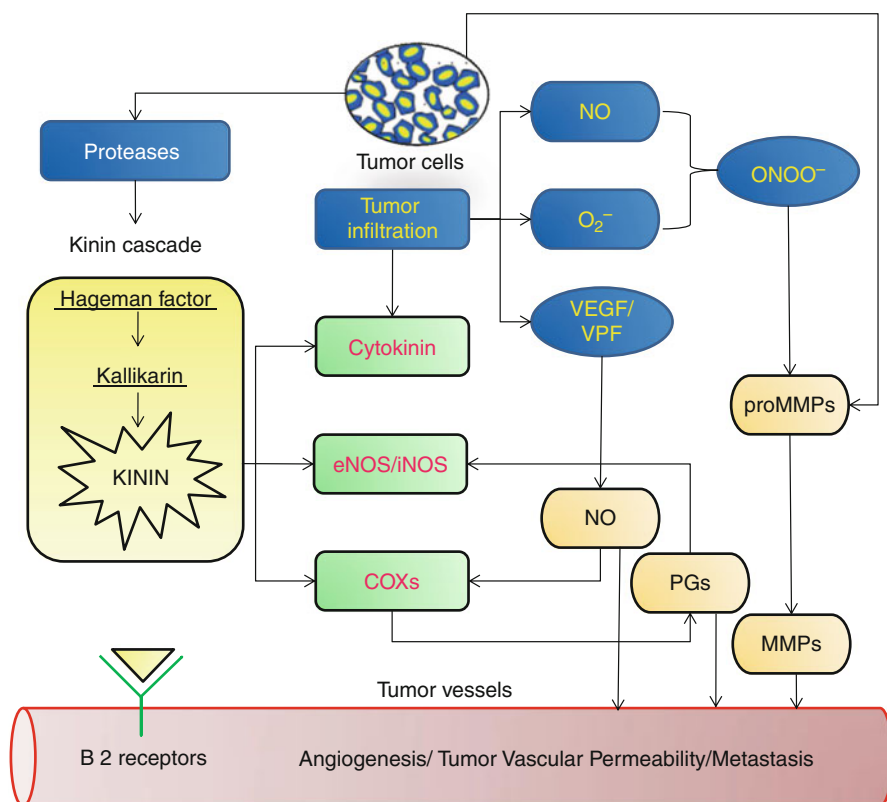 Tumor cells
Proteases
Kinin cascade
Hageman factor
Kallikarin
KININ
Tumor
infiltration
NO
O₂⁻
ONOO⁻
VEGF/
VPF
Cytokinin
eNOS/iNOS
COXs
NO
PGs
proMMPs
MMPs
Tumor vessels
B 2 receptors
Angiogenesis/ Tumor Vascular Permeability/Metastasis